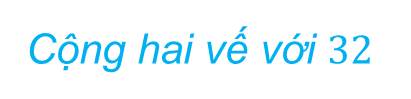 Cộng hai vế với 32